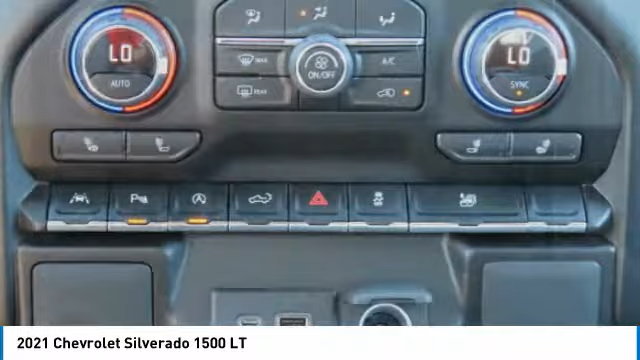 LO
AUTO
MAX
REAR
ON/OFF
A/C
LO
SYNC
P
A
2021 Chevrolet Silverado 1500 LT